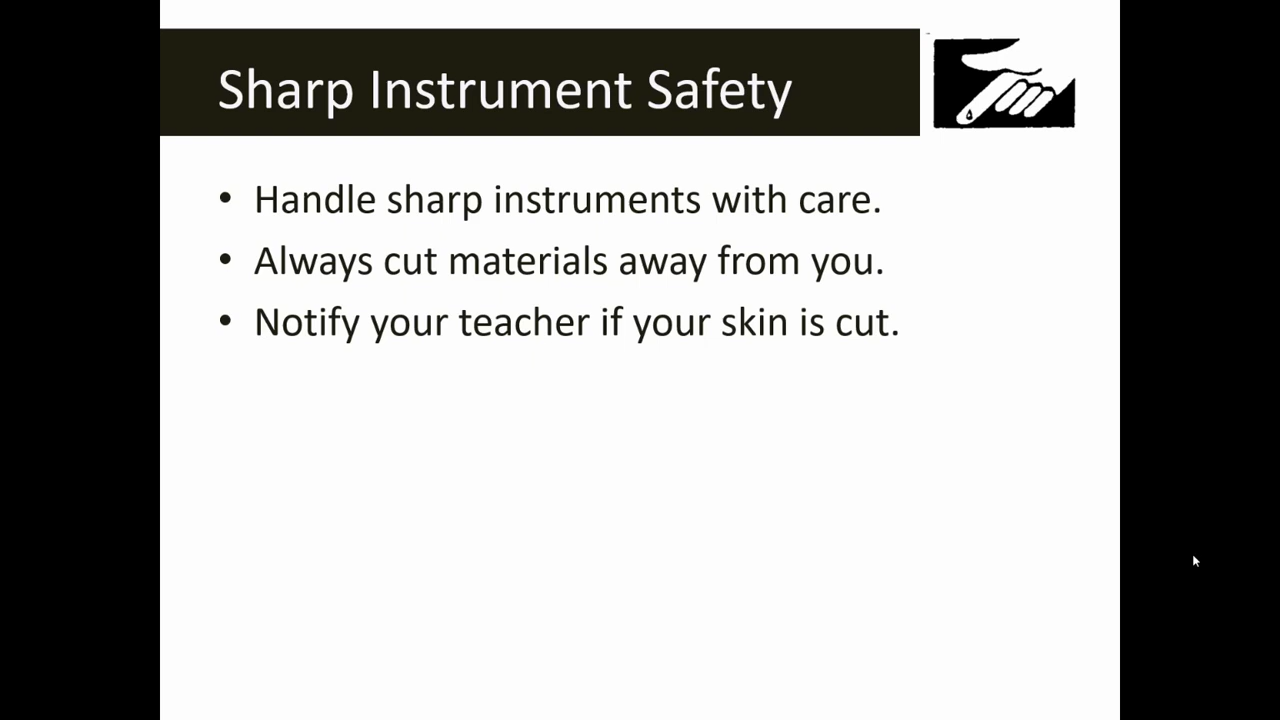 Sharp Instrument Safety
• Handle sharp instruments with care.
• Always cut materials away from you.
• Notify your teacher if your skin is cut.